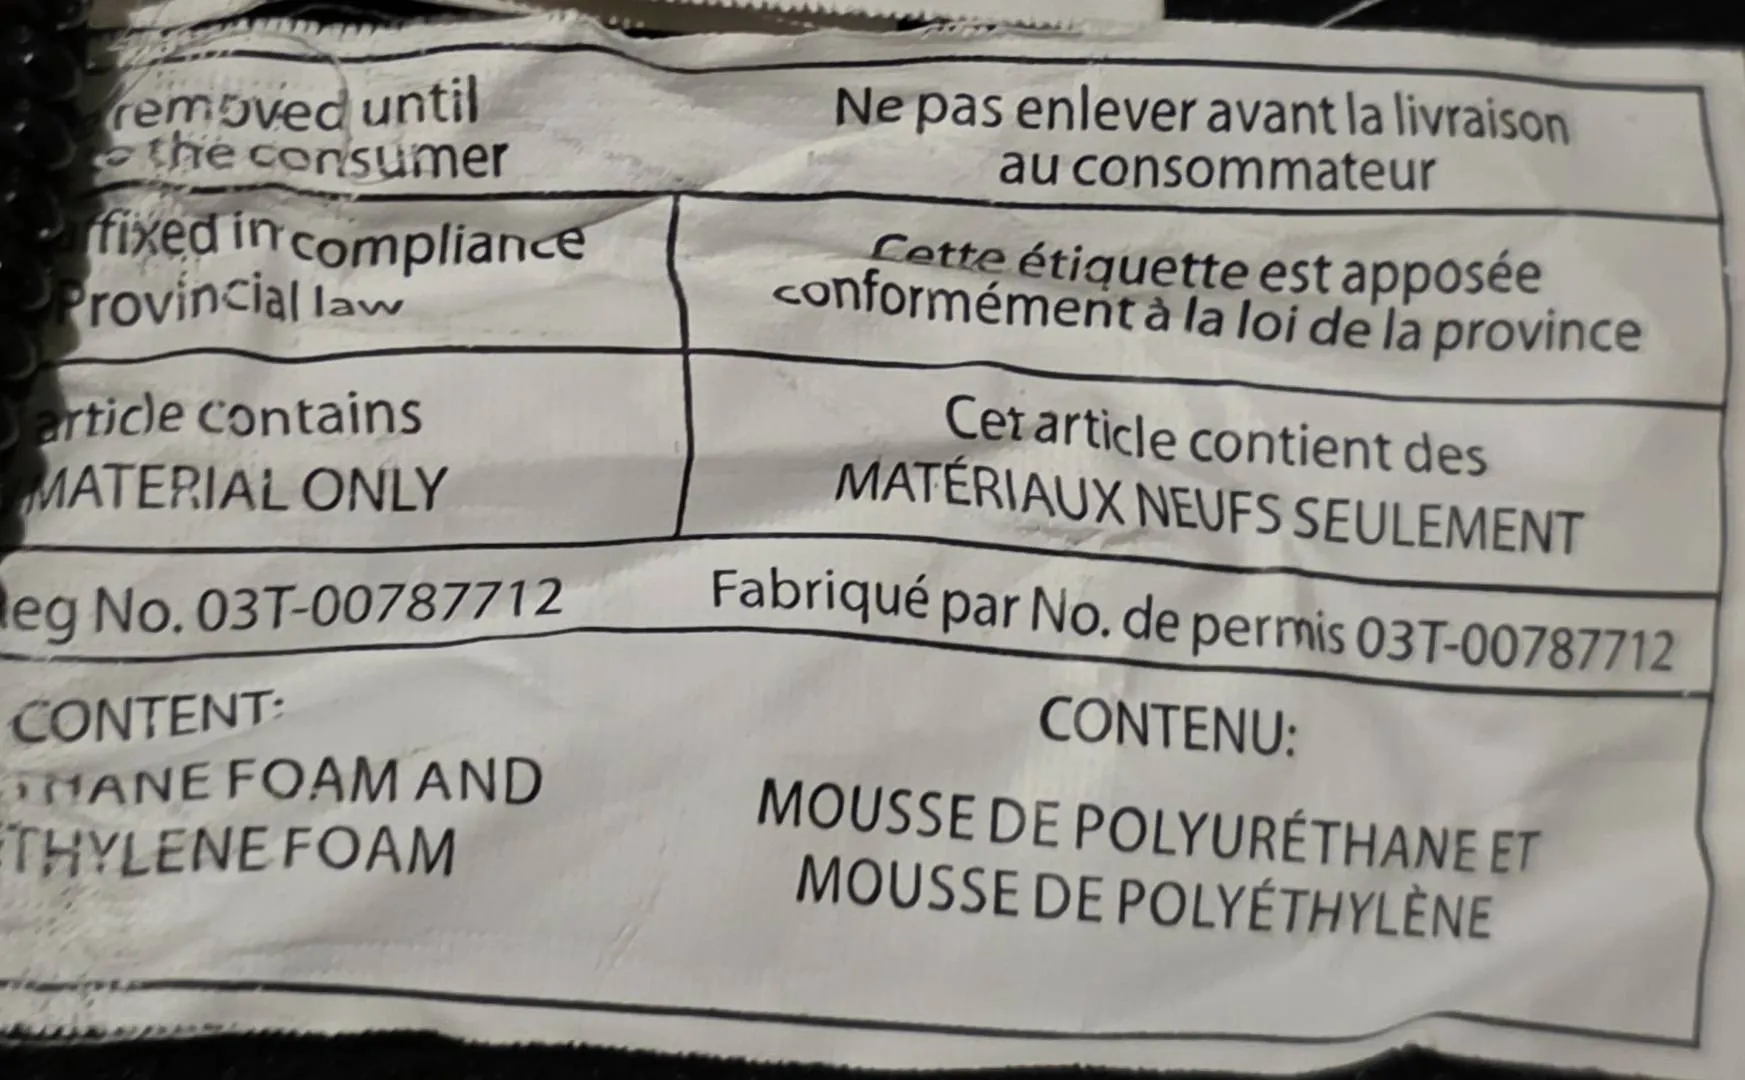 removed until
the consumer
ffixed in compliance
Provincial law
article contains
MATERIAL ONLY
eg No. 03T-00787712
CONTENT:
HANE FOAM AND
THYLENE FOAM
Ne pas enlever avant la livraison
au consommateur
Cette étiquette est apposée
conformément à la loi de la province
Cet article contient des
MATÉRIAUX NEUFS SEULEMENT
Fabriqué par No. de permis 03T-00787712
CONTENU:
MOUSSE DE POLYURÉTHANE ET
MOUSSE DE POLYÉTHYLÈNE